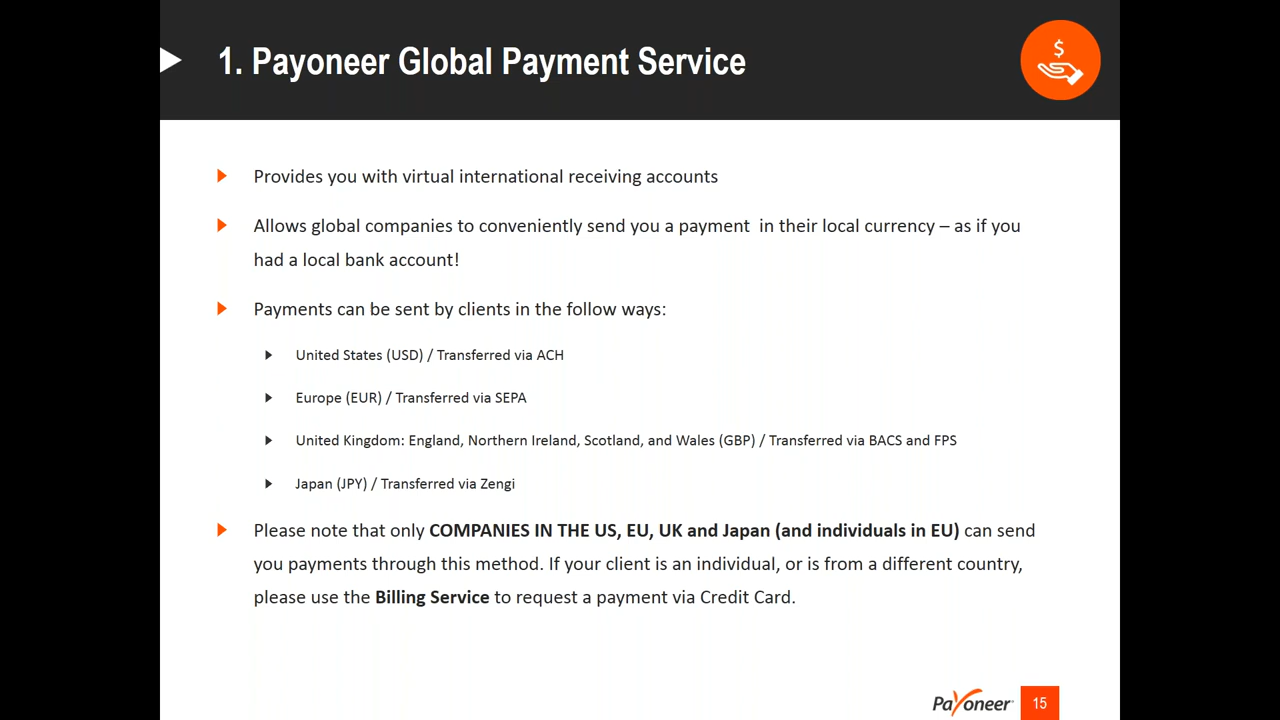 1. Payoneer Global Payment Service
$
Provides you with virtual international receiving accounts
Allows global companies to conveniently send you a payment  in their local currency – as if you
had a local bank account!
Payments can be sent by clients in the follow ways:
United States (USD) / Transferred via ACH
Europe (EUR) / Transferred via SEPA
United Kingdom: England, Northern Ireland, Scotland, and Wales (GBP) / Transferred via BACS and FPS
Japan (JPY) / Transferred via Zengi
Please note that only COMPANIES IN THE US, EU, UK and Japan (and individuals in EU) can send
you payments through this method. If your client is an individual, or is from a different country,
please use the Billing Service to request a payment via Credit Card.
Payoneer
15